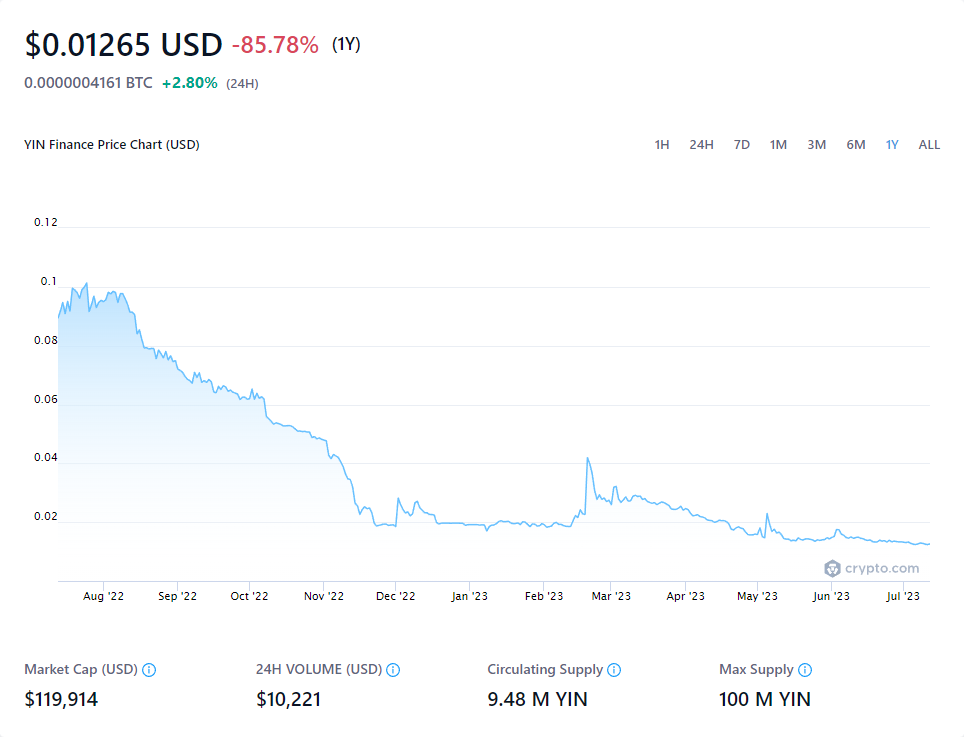 $0.01265 USD -85.78% (1Y)
0.0000004161 BTC +2.80% (24H)
YIN Finance Price Chart (USD) 1H 24H 7D 1M 3M 6M 1Y ALL
0.12
0.1
0.08
0.06
0.04
0.02
crypto.com
Aug '22 Sep '22 Oct '22 Nov '22 Dec '22 Jan '23 Feb '23 Mar '23 Apr '23 May '23 Jun '23 Jul '23
Market Cap (USD) 24H VOLUME (USD) Circulating Supply Max Supply
$119,914 $10,221 9.48 M YIN 100 M YIN